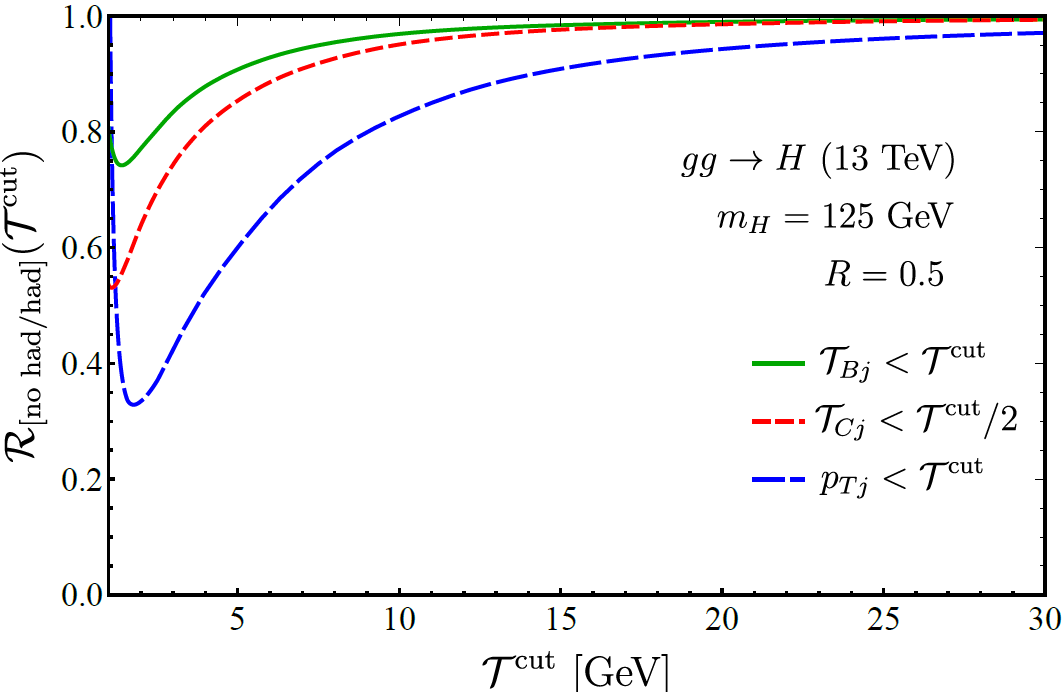 1.0
0.8
0.6
0.4
0.2
0.0
ℛ[no had/had](𝒯^cut)
gg → H (13 TeV)
m_H = 125 GeV
R = 0.5
𝒯_Bj < 𝒯^cut
𝒯_Cj < 𝒯^cut/2
p_Tj < 𝒯^cut
5 10 15 20 25 30
𝒯^cut [GeV]